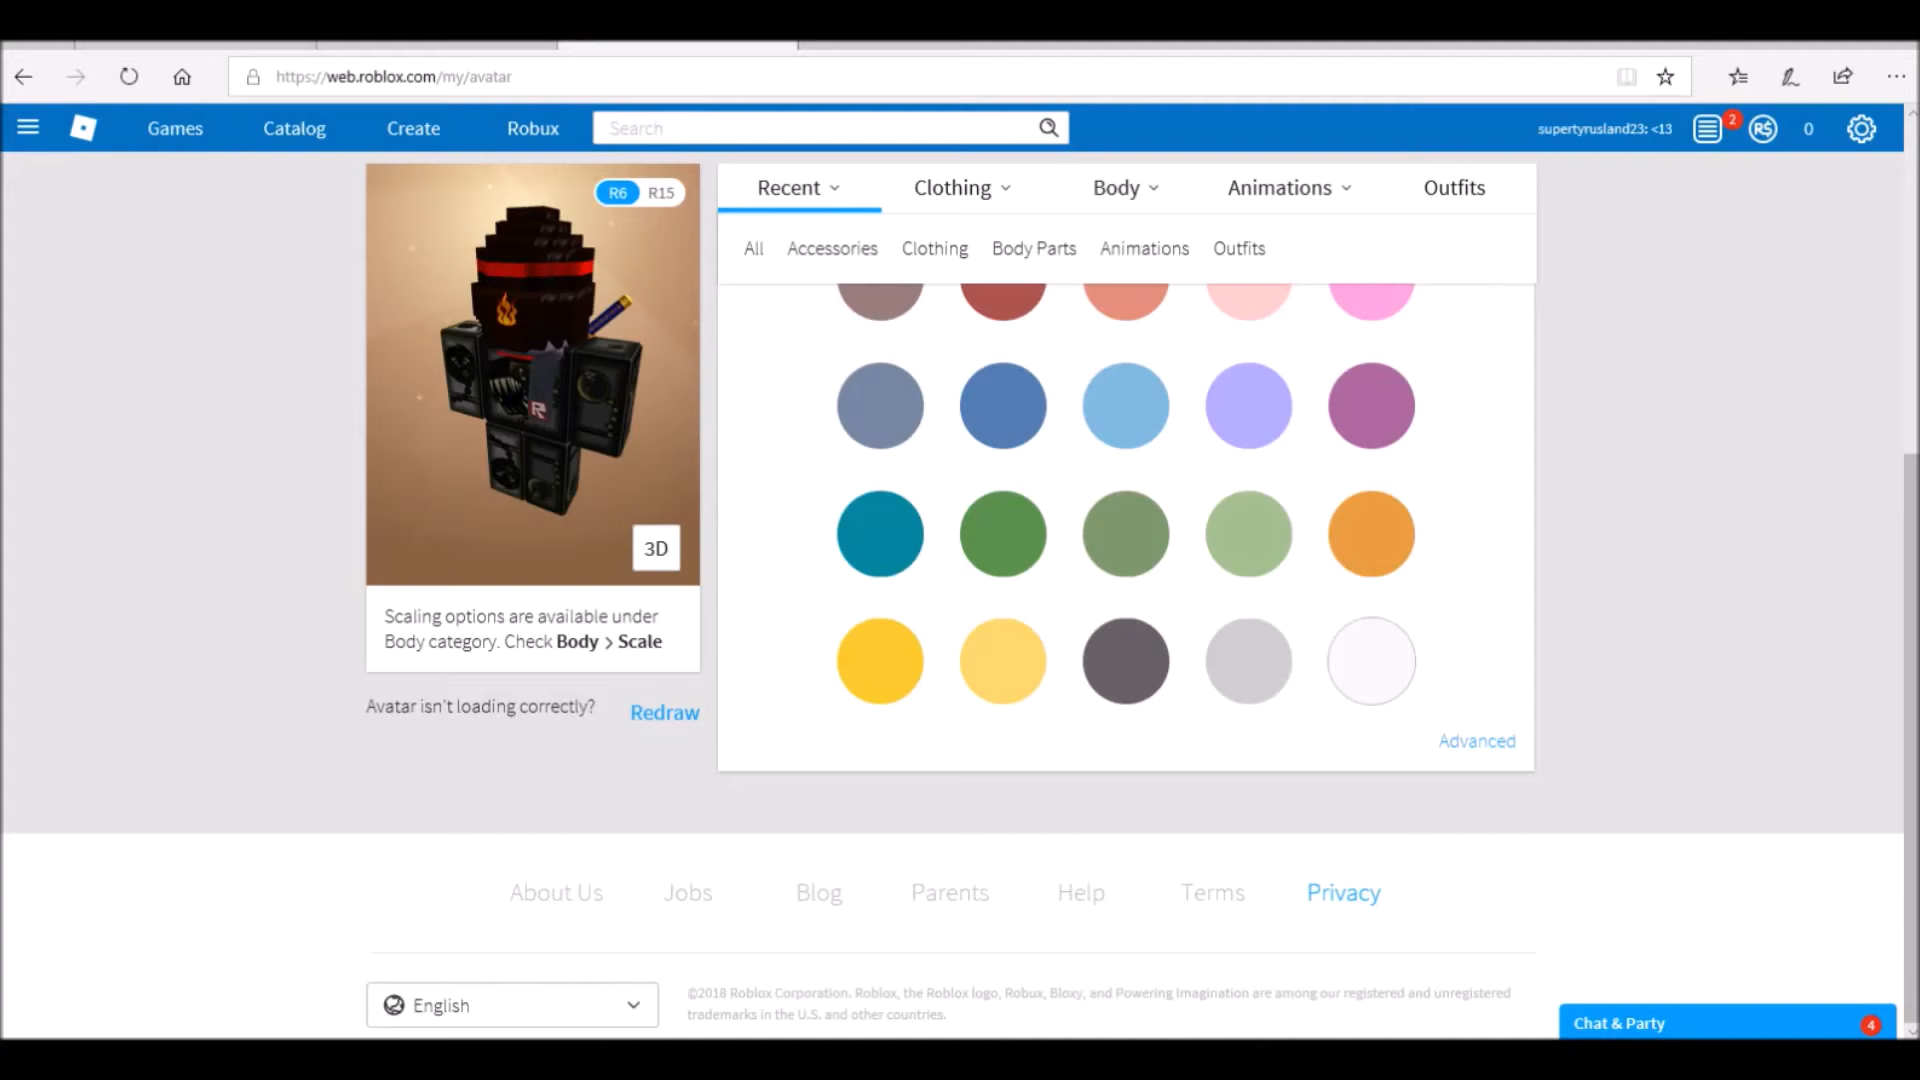 https://web.roblox.com/my/avatar
Games Catalog Create Robux Search supertyrusland23: <13 2 R$ 0
R6 R15
Recent Clothing Body Animations Outfits
All Accessories Clothing Body Parts Animations Outfits
R
3D
Scaling options are available under
Body category. Check Body > Scale
Avatar isn't loading correctly? Redraw
Advanced
About Us Jobs Blog Parents Help Terms Privacy
English
©2018 Roblox Corporation. Roblox, the Roblox logo, Robux, Bloxy, and Powering Imagination are among our registered and unregistered
trademarks in the U.S. and other countries.
Chat & Party 4